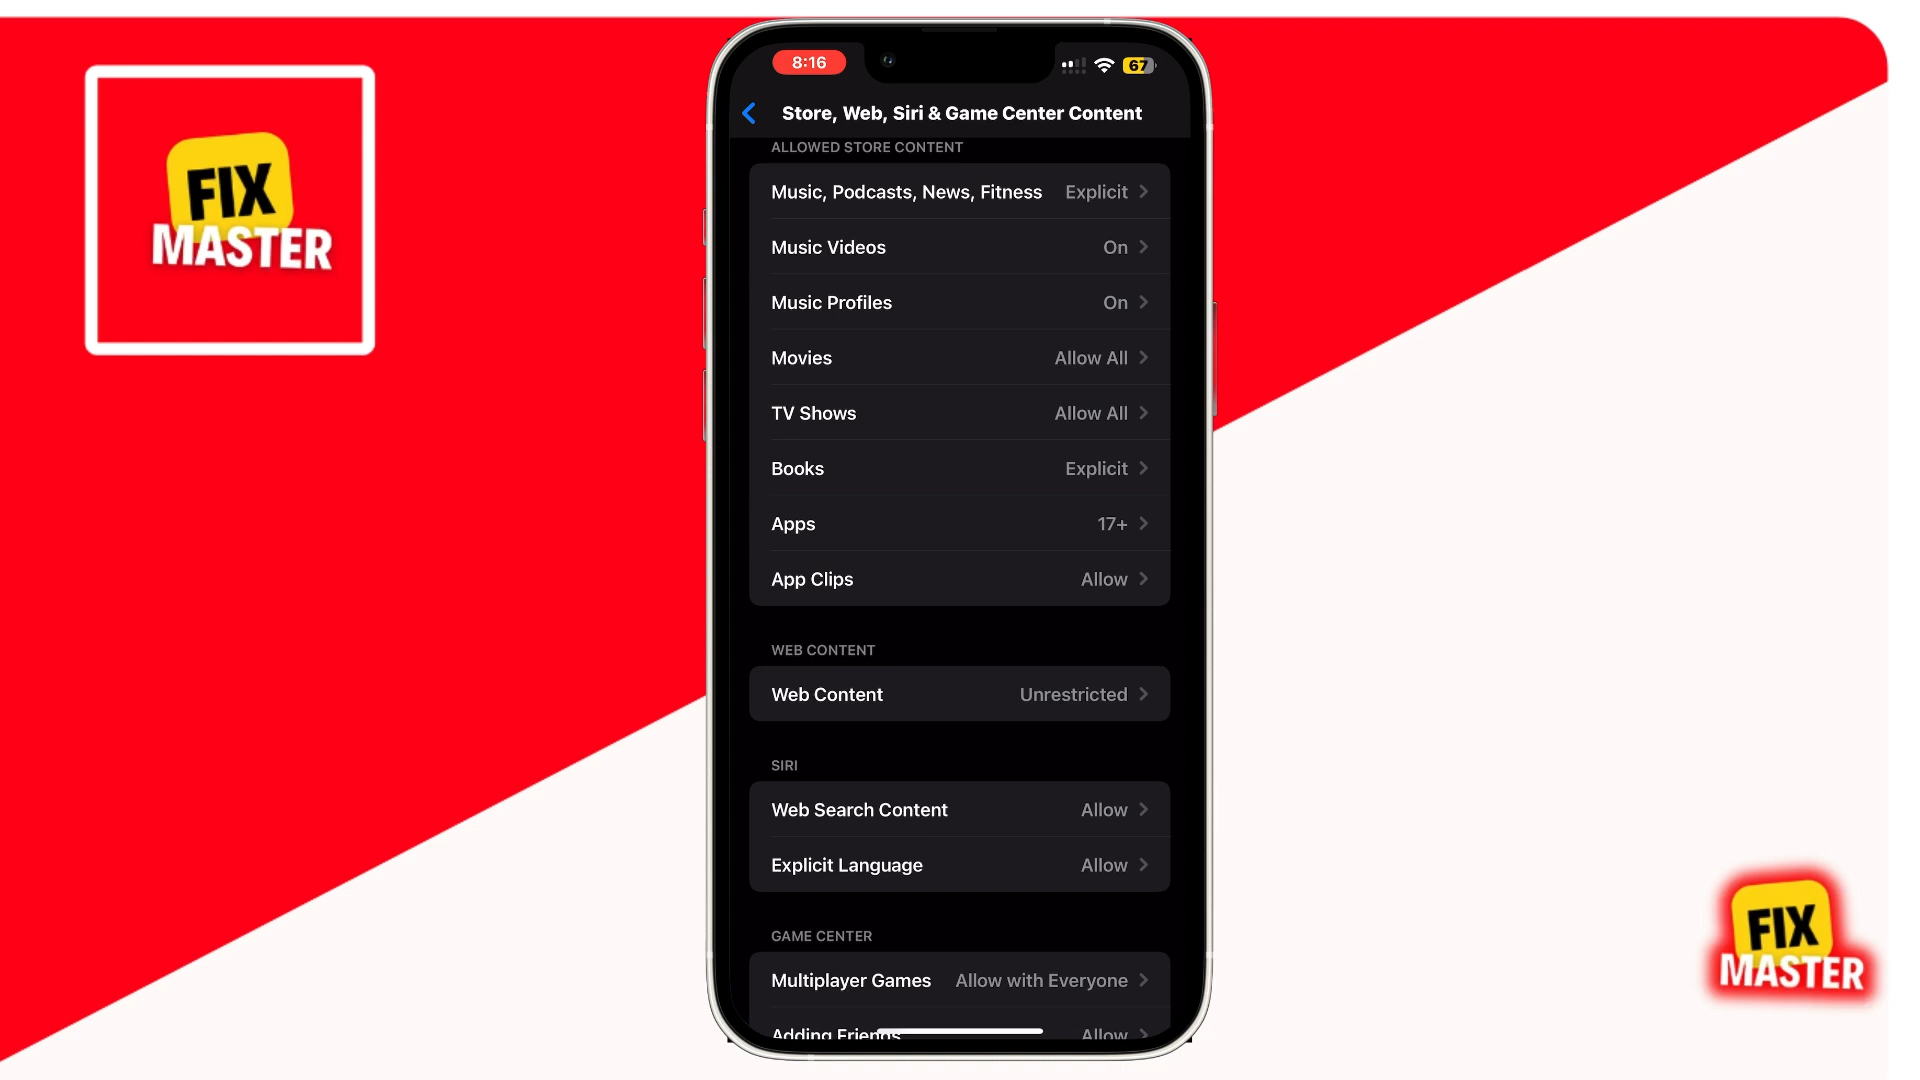 FIX
MASTER
8:16
67
Store, Web, Siri & Game Center Content
ALLOWED STORE CONTENT
Music, Podcasts, News, Fitness Explicit
Music Videos On
Music Profiles On
Movies Allow All
TV Shows Allow All
Books Explicit
Apps 17+
App Clips Allow
WEB CONTENT
Web Content Unrestricted
SIRI
Web Search Content Allow
Explicit Language Allow
GAME CENTER
Multiplayer Games Allow with Everyone
Adding Friends Allow
FIX
MASTER